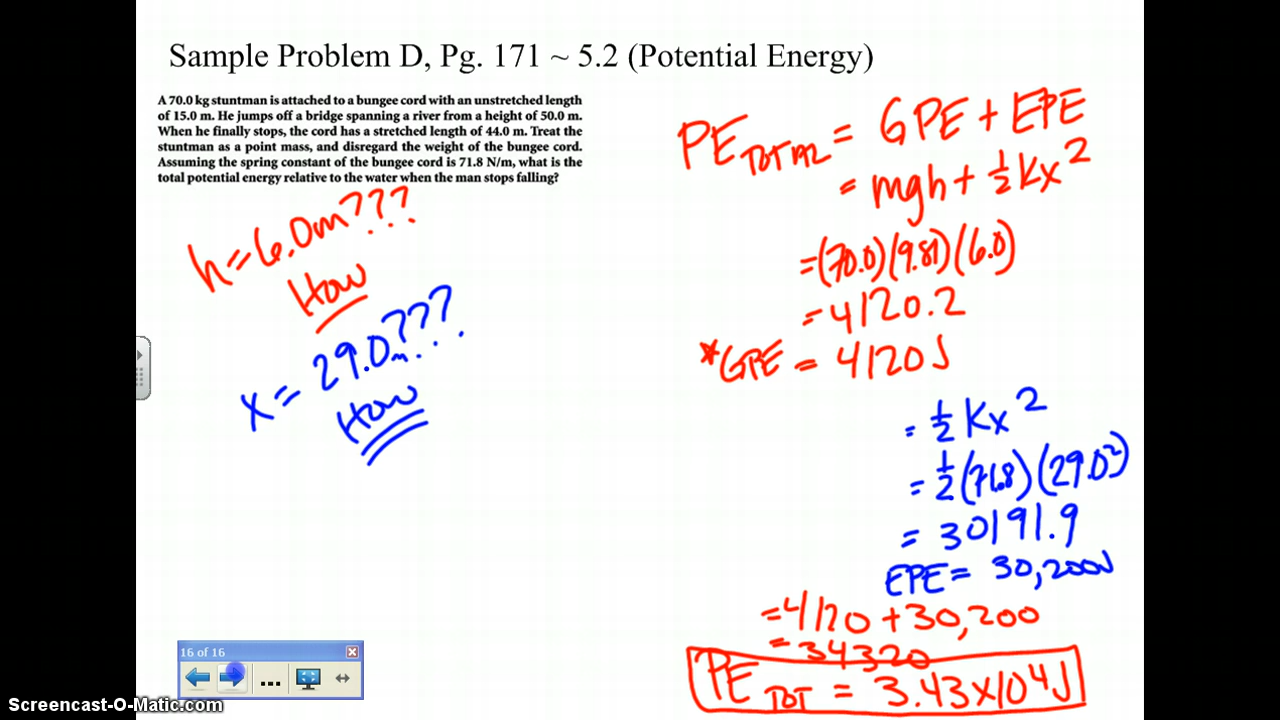 Sample Problem D, Pg. 171 ~ 5.2 (Potential Energy)
A 70.0 kg stuntman is attached to a bungee cord with an unstretched length
of 15.0 m. He jumps off a bridge spanning a river from a height of 50.0 m.
When he finally stops, the cord has a stretched length of 44.0 m. Treat the
stuntman as a point mass, and disregard the weight of the bungee cord.
Assuming the spring constant of the bungee cord is 71.8 N/m, what is the
total potential energy relative to the water when the man stops falling?
h = 6.0m???
How
x = 29.0m???
How
PE TOTAL = GPE + EPE
= mgh + 1/2 Kx²
= (70.0)(9.81)(6.0)
= 4120.2
*GPE = 4120J
= 1/2 Kx²
= 1/2 (71.8)(29.0²)
= 30191.9
EPE = 30,200J
= 4120 + 30,200
= 34320
PE TOT = 3.43x10⁴J
16 of 16
Screencast-O-Matic.com